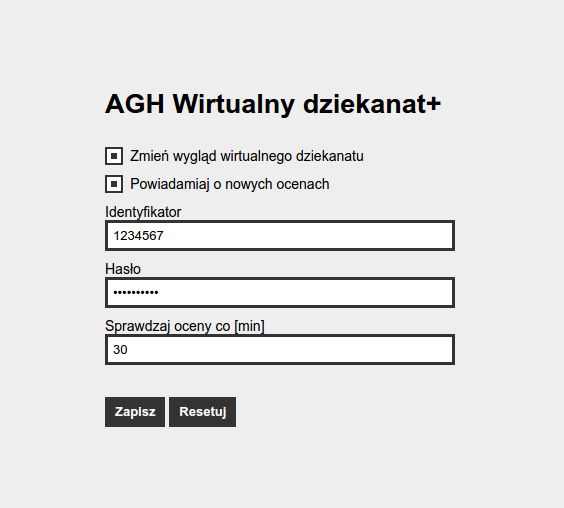 AGH Wirtualny dziekanat+
Zmień wygląd wirtualnego dziekanatu
Powiadamiaj o nowych ocenach
Identyfikator
1234567
Hasło
••••••••••
Sprawdzaj oceny co [min]
30
Zapisz Resetuj